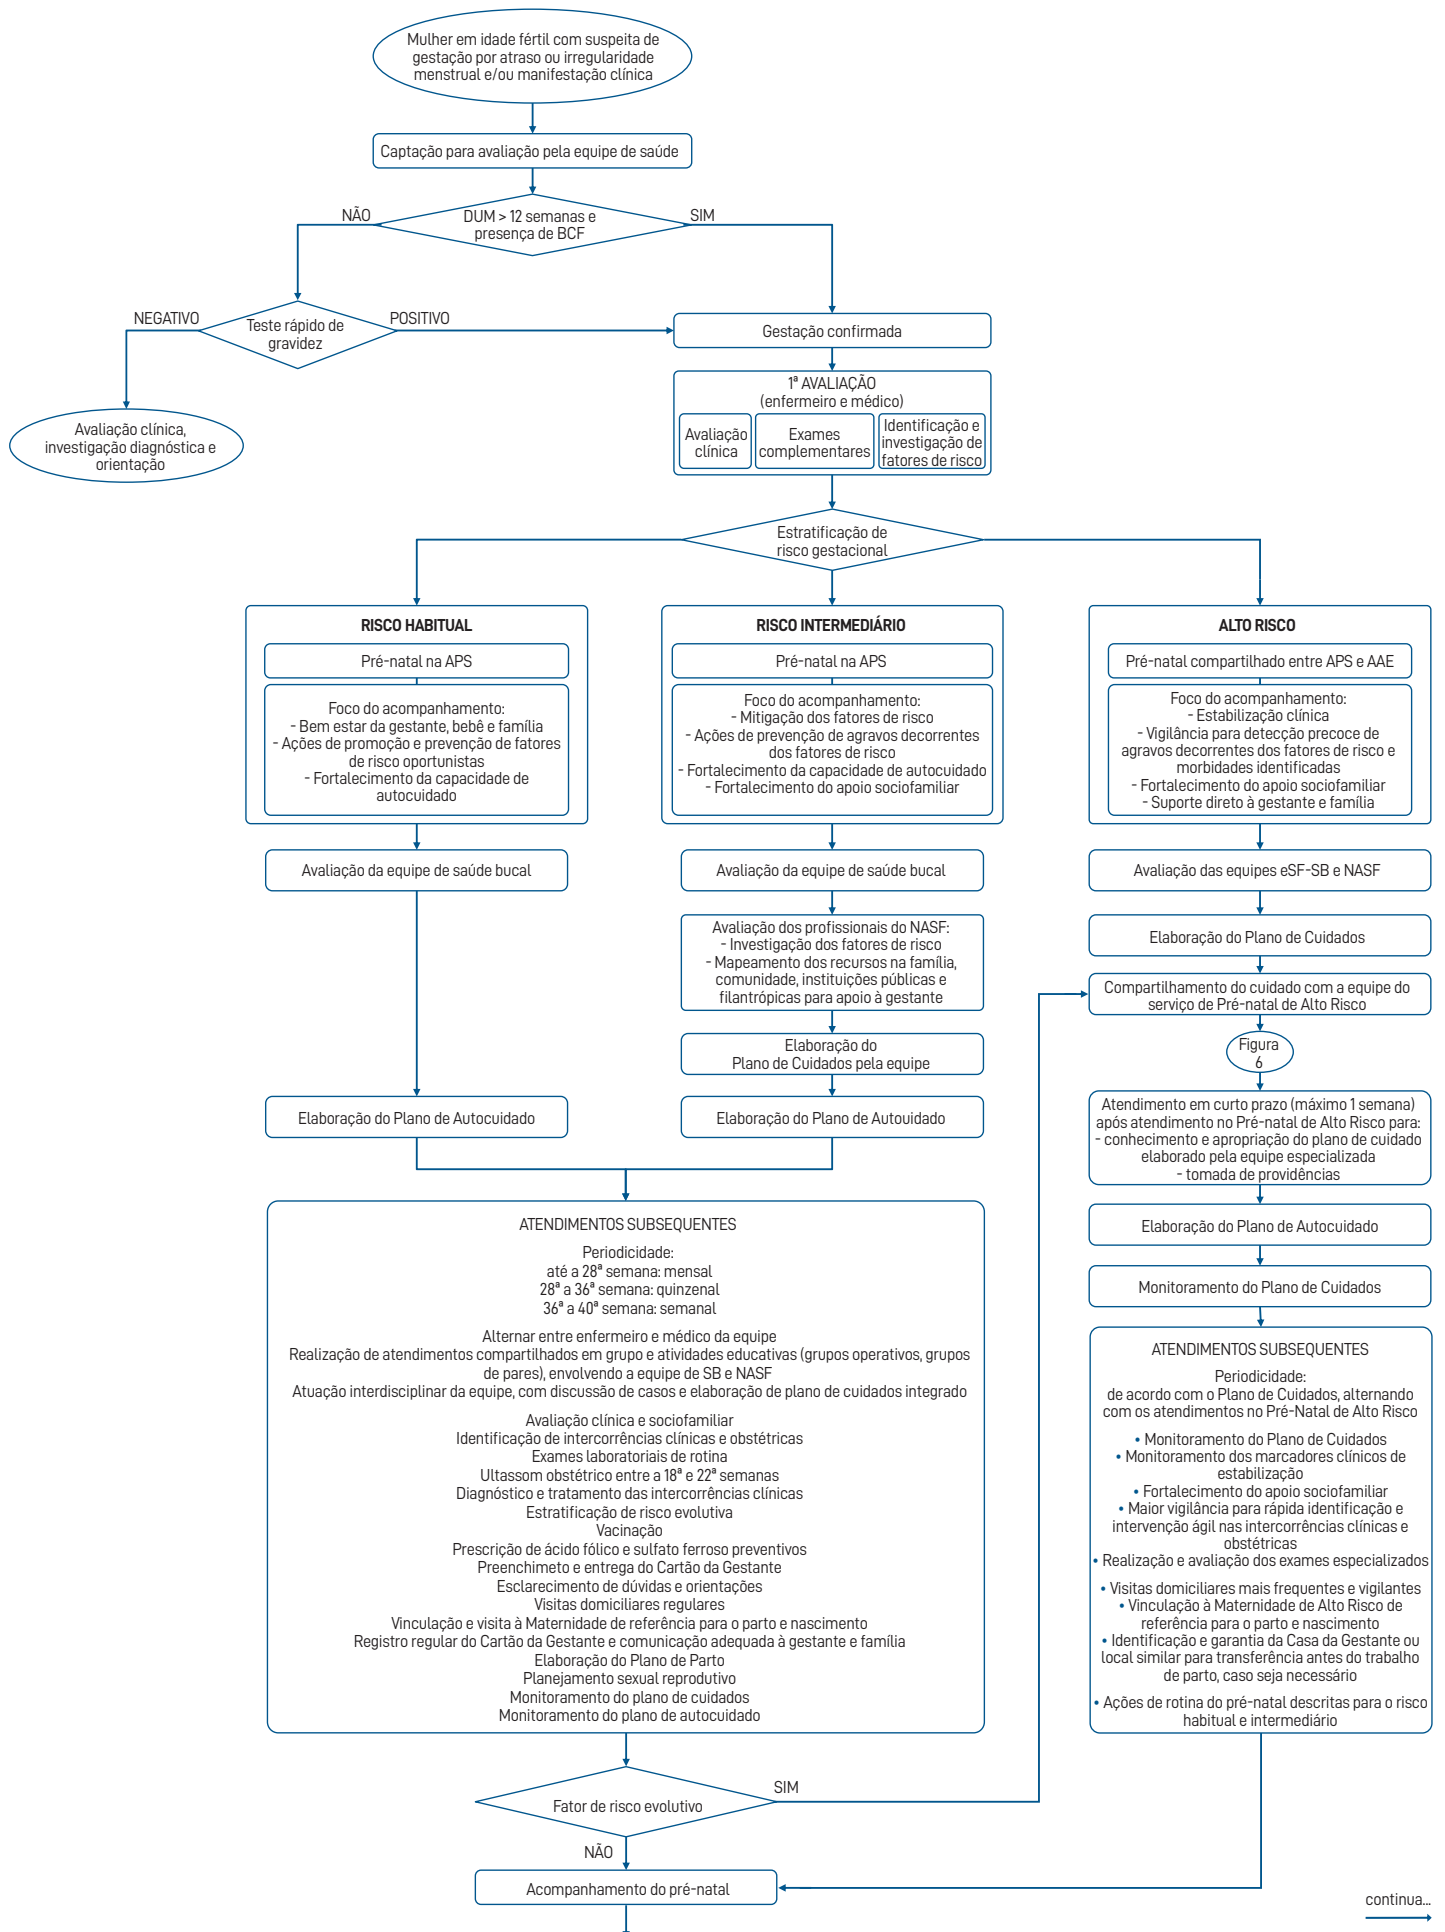 Mulher em idade fértil com suspeita de
gestação por atraso ou irregularidade
menstrual e/ou manifestação clínica
Captação para avaliação pela equipe de saúde
NÃO
DUM > 12 semanas e
presença de BCF
SIM
NEGATIVO
Teste rápido de
gravidez
POSITIVO
Gestação confirmada
1ª AVALIAÇÃO
(enfermeiro e médico)
Avaliação
clínica
Exames
complementares
Identificação e
investigação de
fatores de risco
Avaliação clínica,
investigação diagnóstica e
orientação
Estratificação de
risco gestacional
RISCO HABITUAL
Pré-natal na APS
Foco do acompanhamento:
- Bem estar da gestante, bebê e família
- Ações de promoção e prevenção de fatores
de risco oportunistas
- Fortalecimento da capacidade de
autocuidado
Avaliação da equipe de saúde bucal
Elaboração do Plano de Autocuidado
RISCO INTERMEDIÁRIO
Pré-natal na APS
Foco do acompanhamento:
- Mitigação dos fatores de risco
- Ações de prevenção de agravos decorrentes
dos fatores de risco
- Fortalecimento da capacidade de autocuidado
- Fortalecimento do apoio sociofamiliar
Avaliação da equipe de saúde bucal
Avaliação dos profissionais do NASF:
- Investigação dos fatores de risco
- Mapeamento dos recursos na família,
comunidade, instituições públicas e
filantrópicas para apoio à gestante
Elaboração do
Plano de Cuidados pela equipe
Elaboração do Plano de Autouidado
ALTO RISCO
Pré-natal compartilhado entre APS e AAE
Foco do acompanhamento:
- Estabilização clínica
- Vigilância para detecção precoce de
agravos decorrentes dos fatores de risco e
morbidades identificadas
- Fortalecimento do apoio sociofamiliar
- Suporte direto à gestante e família
Avaliação das equipes eSF-SB e NASF
Elaboração do Plano de Cuidados
Compartilhamento do cuidado com a equipe do
serviço de Pré-natal de Alto Risco
Figura
6
Atendimento em curto prazo (máximo 1 semana)
após atendimento no Pré-natal de Alto Risco para:
- conhecimento e apropriação do plano de cuidado
elaborado pela equipe especializada
- tomada de providências
Elaboração do Plano de Autocuidado
Monitoramento do Plano de Cuidados
ATENDIMENTOS SUBSEQUENTES
Periodicidade:
até a 28ª semana: mensal
28ª a 36ª semana: quinzenal
36ª a 40ª semana: semanal
Alternar entre enfermeiro e médico da equipe
Realização de atendimentos compartilhados em grupo e atividades educativas (grupos operativos, grupos
de pares), envolvendo a equipe de SB e NASF
Atuação interdisciplinar da equipe, com discussão de casos e elaboração de plano de cuidados integrado
Avaliação clínica e sociofamiliar
Identificação de intercorrências clínicas e obstétricas
Exames laboratoriais de rotina
Ultassom obstétrico entre a 18ª e 22ª semanas
Diagnóstico e tratamento das intercorrências clínicas
Estratificação de risco evolutiva
Vacinação
Prescrição de ácido fólico e sulfato ferroso preventivos
Preenchimeto e entrega do Cartão da Gestante
Esclarecimento de dúvidas e orientações
Visitas domiciliares regulares
Vinculação e visita à Maternidade de referência para o parto e nascimento
Registro regular do Cartão da Gestante e comunicação adequada à gestante e família
Elaboração do Plano de Parto
Planejamento sexual reprodutivo
Monitoramento do plano de cuidados
Monitoramento do plano de autocuidado
ATENDIMENTOS SUBSEQUENTES
Periodicidade:
de acordo com o Plano de Cuidados, alternando
com os atendimentos no Pré-Natal de Alto Risco
• Monitoramento do Plano de Cuidados
• Monitoramento dos marcadores clínicos de
estabilização
• Fortalecimento do apoio sociofamiliar
• Maior vigilância para rápida identificação e
intervenção ágil nas intercorrências clínicas e
obstétricas
• Realização e avaliação dos exames especializados
• Visitas domiciliares mais frequentes e vigilantes
• Vinculação à Maternidade de Alto Risco de
referência para o parto e nascimento
• Identificação e garantia da Casa da Gestante ou
local similar para transferência antes do trabalho
de parto, caso seja necessário
• Ações de rotina do pré-natal descritas para o risco
habitual e intermediário
Fator de risco evolutivo
SIM
NÃO
Acompanhamento do pré-natal
continua...